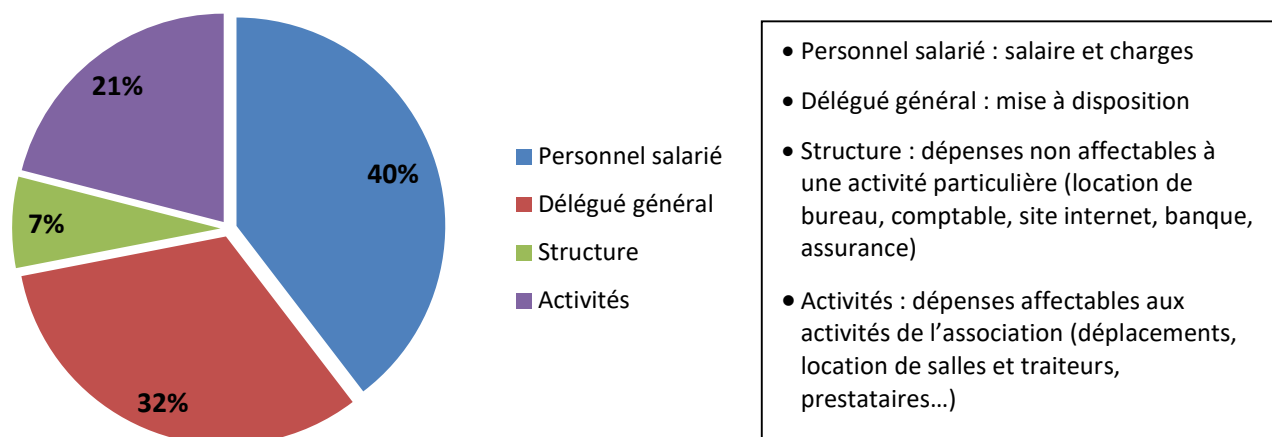 21%
40%
7%
32%
Personnel salarié
Délégué général
Structure
Activités
• Personnel salarié : salaire et charges
• Délégué général : mise à disposition
• Structure : dépenses non affectables à
une activité particulière (location de
bureau, comptable, site internet, banque,
assurance)
• Activités : dépenses affectables aux
activités de l’association (déplacements,
location de salles et traiteurs,
prestataires…)